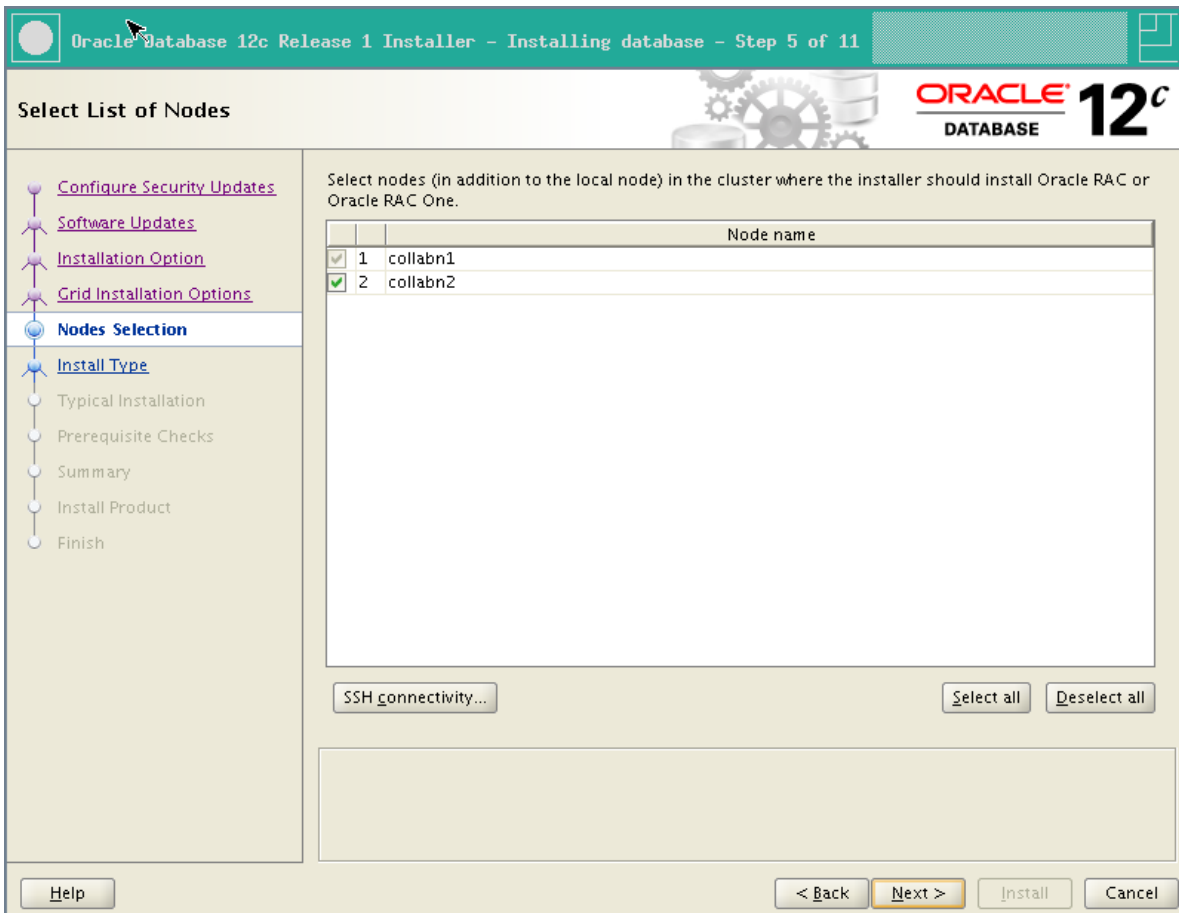 Oracle Database 12c Release 1 Installer - Installing database - Step 5 of 11
Select List of Nodes
ORACLE
DATABASE
12c
Configure Security Updates
Software Updates
Installation Option
Grid Installation Options
Nodes Selection
Install Type
Typical Installation
Prerequisite Checks
Summary
Install Product
Finish
Select nodes (in addition to the local node) in the cluster where the installer should install Oracle RAC or
Oracle RAC One.
Node name
1 collabn1
2 collabn2
SSH connectivity...
Select all
Deselect all
Help
< Back
Next >
Install
Cancel